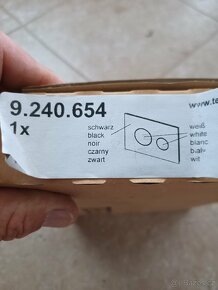 9.240.654
www.te
1x
schwarz
black
noir
czarny
zwart
weiß
white
blanc
biały
wit